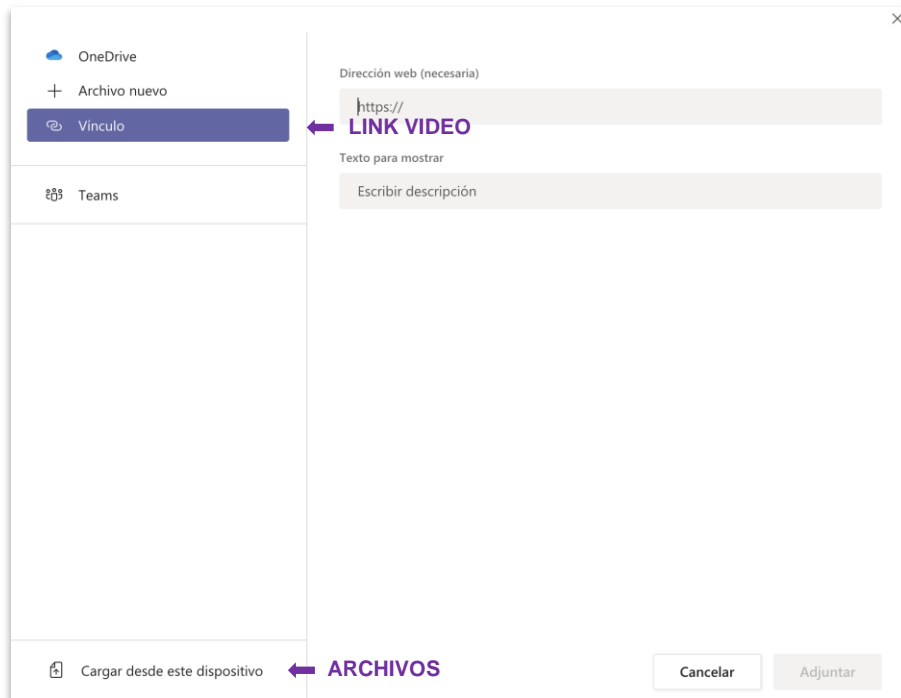 OneDrive
Archivo nuevo
Vínculo
Teams
Cargar desde este dispositivo
Dirección web (necesaria)
https://
LINK VIDEO
Texto para mostrar
Escribir descripción
ARCHIVOS
Cancelar
Adjuntar